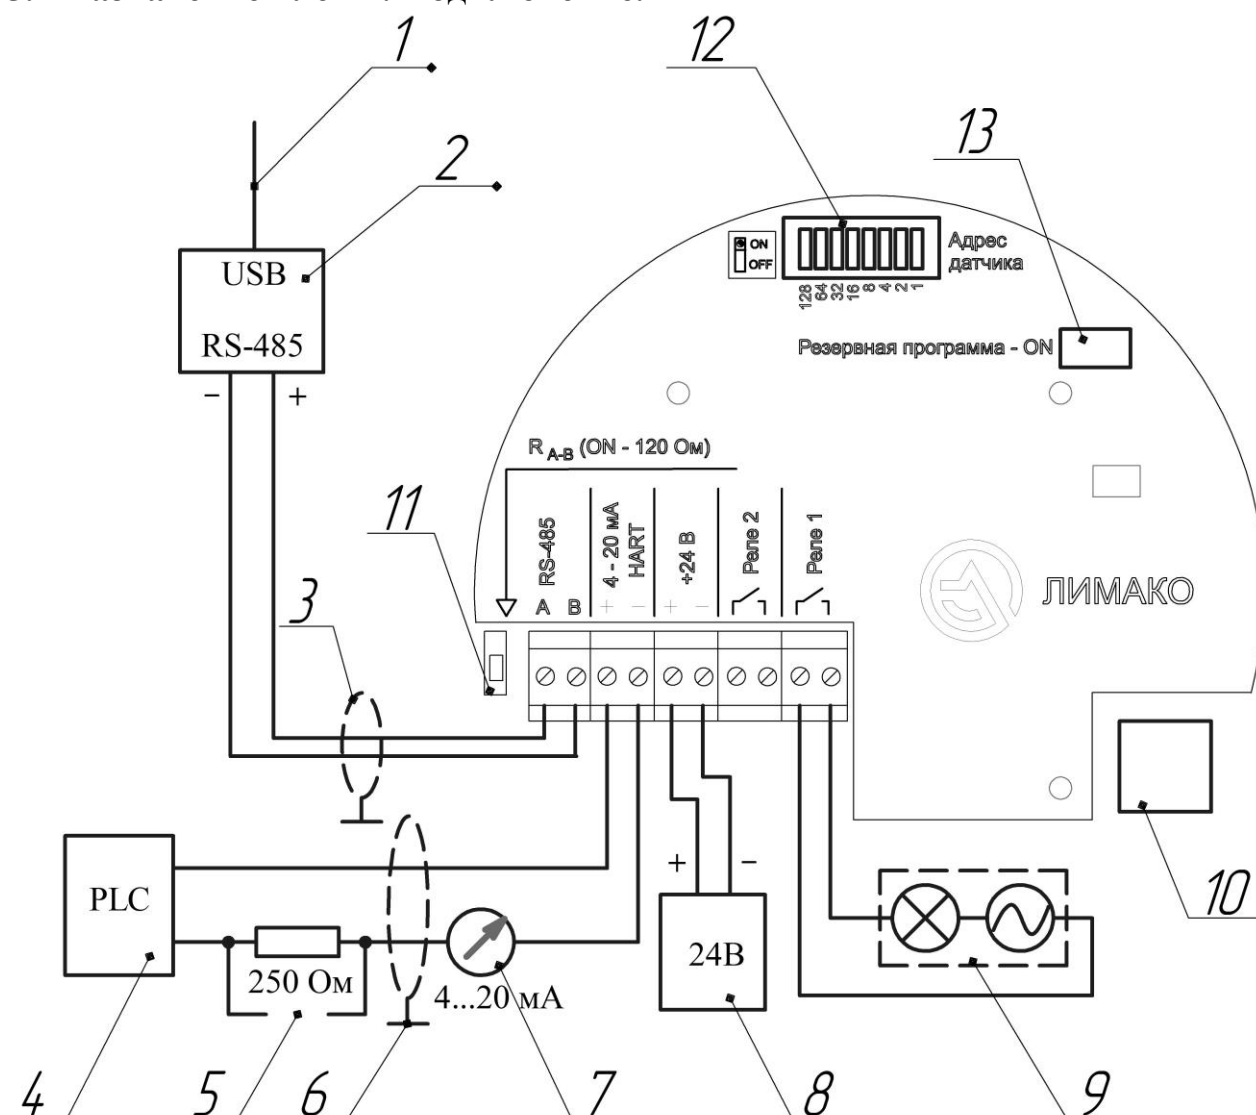 1
12
2
13
USB
RS-485
−
+
ON
OFF
Адрес
датчика
128
64
32
16
8
4
2
1
Резервная программа - ON
R A-B (ON - 120 Ом)
11
RS-485
4 - 20 мА
HART
+24 В
Реле 2
Реле 1
A
B
+
−
+
−
ЛИМАКО
3
PLC
250 Ом
4...20 мА
+
−
24В
10
4
5
6
7
8
9